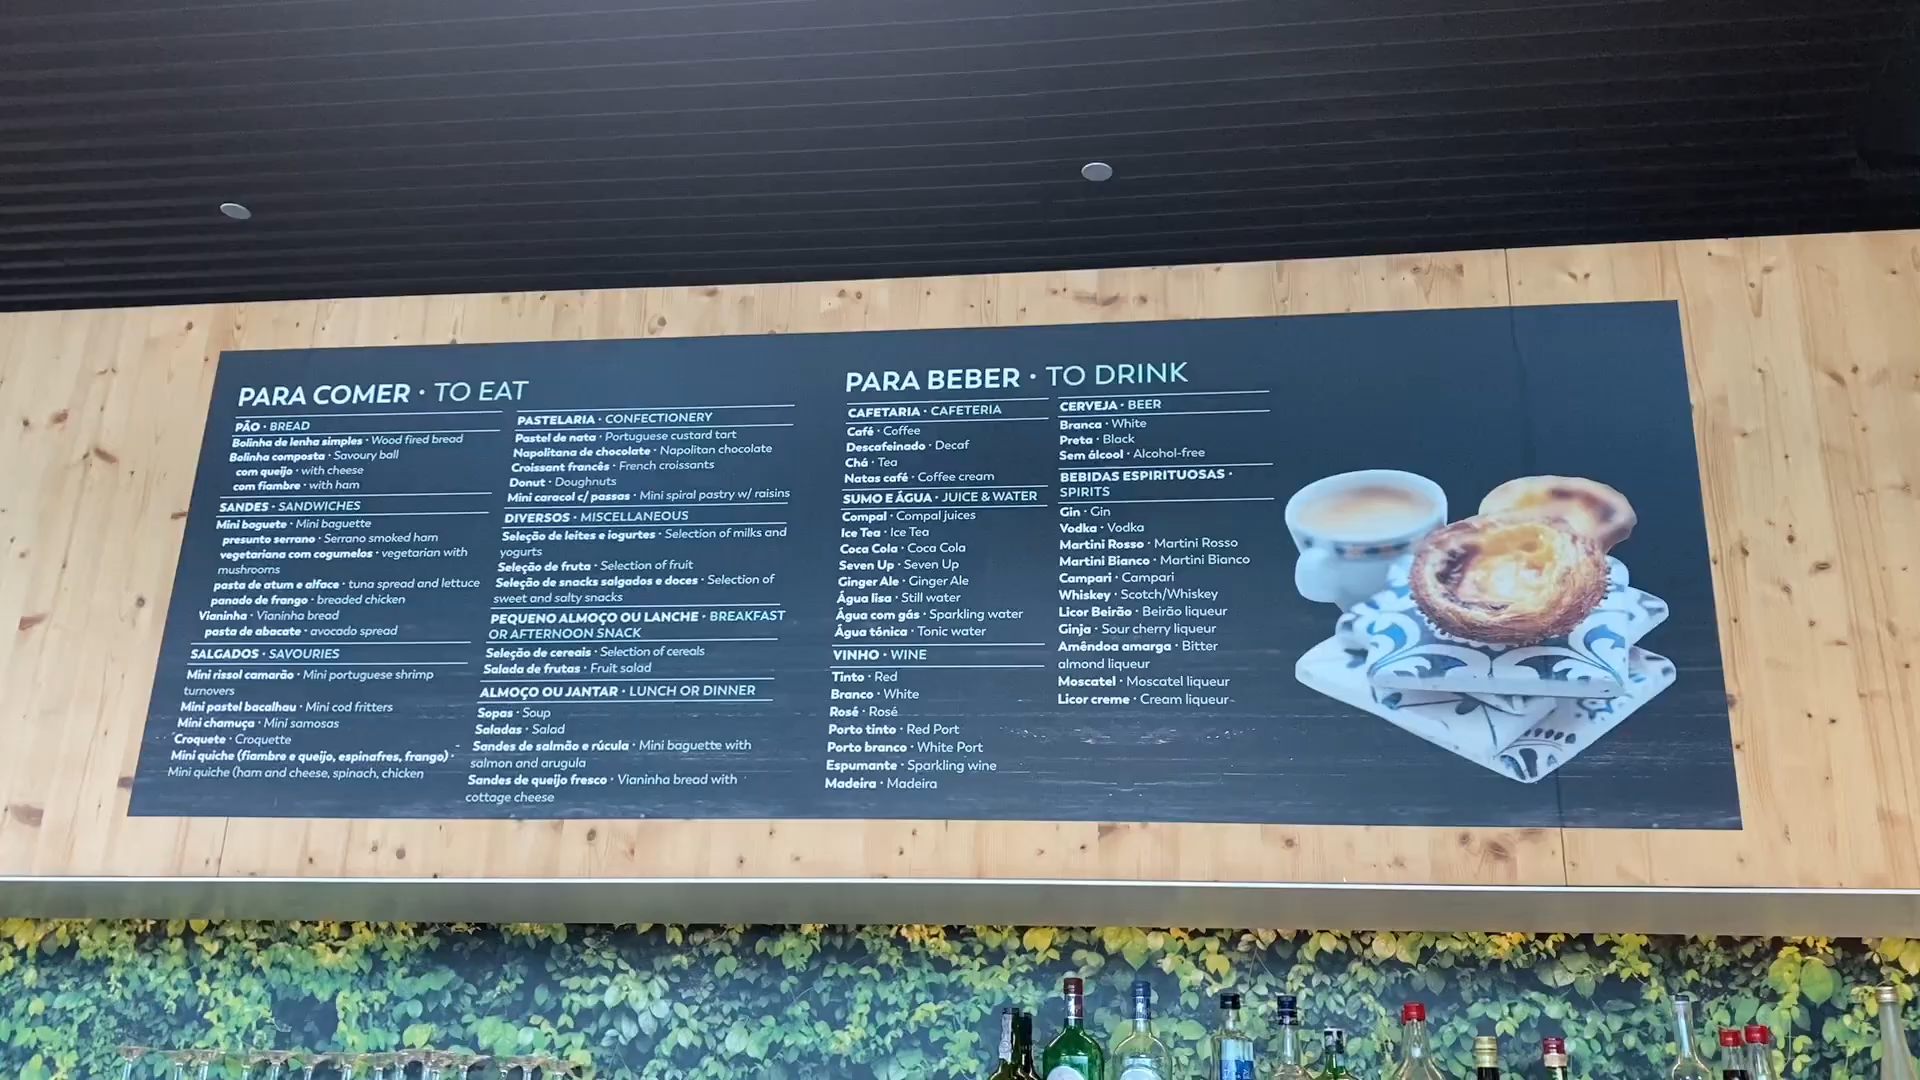 PARA COMER · TO EAT
PÃO · BREAD
Bolinha de lenha simples · Wood fired bread
Bolinha composta · Savoury ball
com queijo · with cheese
com fiambre · with ham
SANDES · SANDWICHES
Mini baguete · Mini baguette
presunto serrano · Serrano smoked ham
vegetariana com cogumelos · vegetarian with
mushrooms
pasta de atum e alface · tuna spread and lettuce
panado de frango · breaded chicken
Vianinha · Vianinha bread
pasta de abacate · avocado spread
SALGADOS · SAVOURIES
Mini rissol camarão · Mini portuguese shrimp
turnovers
Mini pastel bacalhau · Mini cod fritters
Mini chamuça · Mini samosas
Croquete · Croquette
Mini quiche (fiambre e queijo, espinafres, frango) ·
Mini quiche (ham and cheese, spinach, chicken
PASTELARIA · CONFECTIONERY
Pastel de nata · Portuguese custard tart
Napolitana de chocolate · Napolitan chocolate
Croissant francês · French croissants
Donut · Doughnuts
Mini caracol c/ passas · Mini spiral pastry w/ raisins
DIVERSOS · MISCELLANEOUS
Seleção de leites e iogurtes · Selection of milks and
yogurts
Seleção de fruta · Selection of fruit
Seleção de snacks salgados e doces · Selection of
sweet and salty snacks
PEQUENO ALMOÇO OU LANCHE · BREAKFAST
OR AFTERNOON SNACK
Seleção de cereais · Selection of cereals
Salada de frutas · Fruit salad
ALMOÇO OU JANTAR · LUNCH OR DINNER
Sopas · Soup
Saladas · Salad
Sandes de salmão e rúcula · Mini baguette with
salmon and arugula
Sandes de queijo fresco · Vianinha bread with
cottage cheese
PARA BEBER · TO DRINK
CAFETARIA · CAFETERIA
Café · Coffee
Descafeinado · Decaf
Chá · Tea
Natas café · Coffee cream
SUMO E ÁGUA · JUICE & WATER
Compal · Compal juices
Ice Tea · Ice Tea
Coca Cola · Coca Cola
Seven Up · Seven Up
Ginger Ale · Ginger Ale
Água lisa · Still water
Água com gás · Sparkling water
Água tónica · Tonic water
VINHO · WINE
Tinto · Red
Branco · White
Rosé · Rosé
Porto tinto · Red Port
Porto branco · White Port
Espumante · Sparkling wine
Madeira · Madeira
CERVEJA · BEER
Branca · White
Preta · Black
Sem álcool · Alcohol-free
BEBIDAS ESPIRITUOSAS ·
SPIRITS
Gin · Gin
Vodka · Vodka
Martini Rosso · Martini Rosso
Martini Bianco · Martini Bianco
Campari · Campari
Whiskey · Scotch/Whiskey
Licor Beirão · Beirão liqueur
Ginja · Sour cherry liqueur
Amêndoa amarga · Bitter
almond liqueur
Moscatel · Moscatel liqueur
Licor creme · Cream liqueur